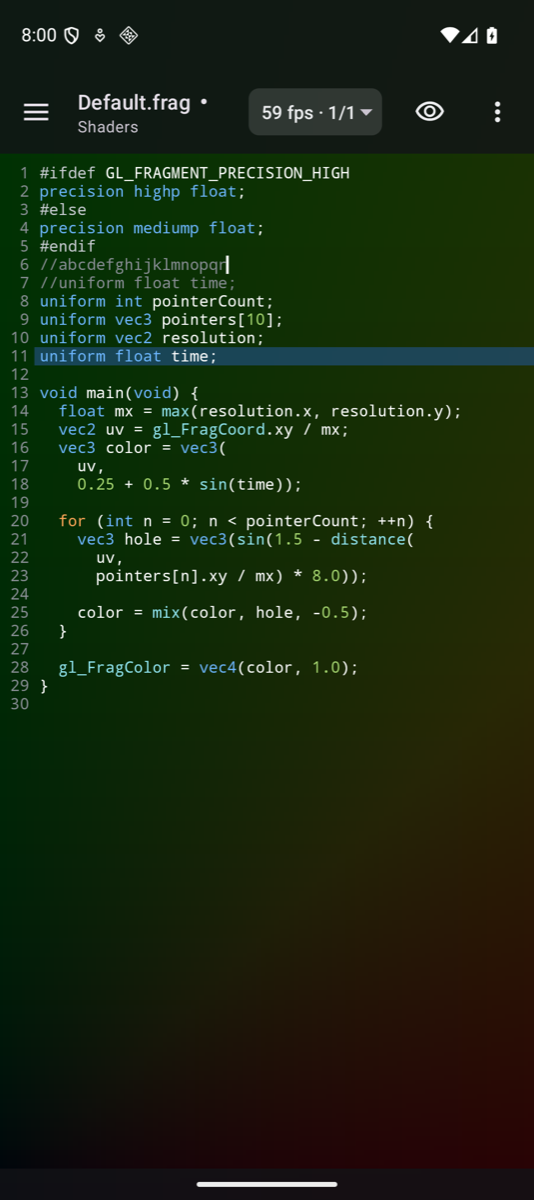 8:00
Default.frag •
Shaders
59 fps · 1/1
1 #ifdef GL_FRAGMENT_PRECISION_HIGH
2 precision highp float;
3 #else
4 precision mediump float;
5 #endif
6 //abcdefghijklmnopqr
7 //uniform float time;
8 uniform int pointerCount;
9 uniform vec3 pointers[10];
10 uniform vec2 resolution;
11 uniform float time;
12
13 void main(void) {
14   float mx = max(resolution.x, resolution.y);
15   vec2 uv = gl_FragCoord.xy / mx;
16   vec3 color = vec3(
17     uv,
18     0.25 + 0.5 * sin(time));
19
20   for (int n = 0; n < pointerCount; ++n) {
21     vec3 hole = vec3(sin(1.5 - distance(
22       uv,
23       pointers[n].xy / mx) * 8.0));
24
25     color = mix(color, hole, -0.5);
26   }
27
28   gl_FragColor = vec4(color, 1.0);
29 }
30